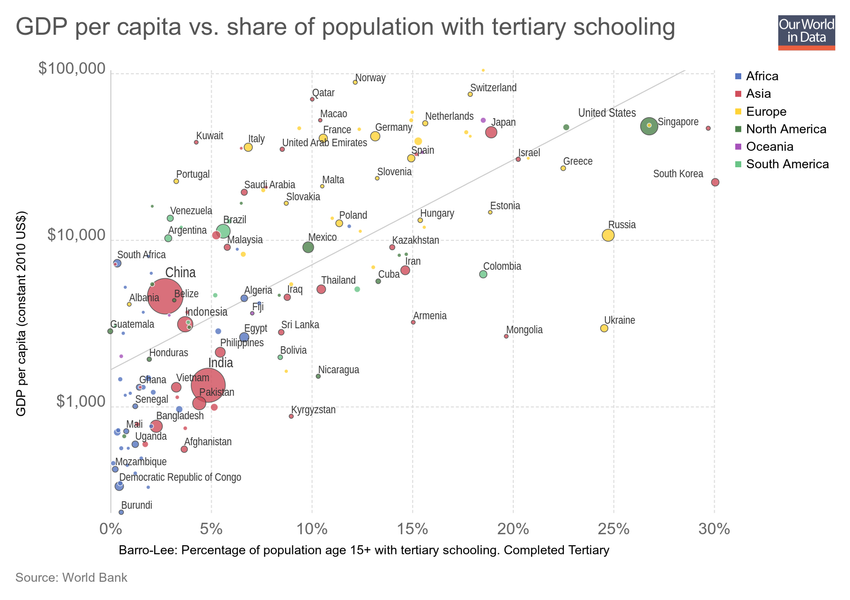 GDP per capita vs. share of population with tertiary schooling
Our World
in Data
$100,000
$10,000
$1,000
GDP per capita (constant 2010 US$)
Norway
Switzerland
Qatar
Macao
Netherlands
Japan
United States
Singapore
Kuwait
Italy
France
Germany
United Arab Emirates
Spain
Israel
Greece
South Korea
Portugal
Saudi Arabia
Malta
Slovenia
Slovakia
Venezuela
Brazil
Poland
Hungary
Estonia
Argentina
Malaysia
Mexico
Kazakhstan
Russia
South Africa
China
Iran
Colombia
Cuba
Thailand
Algeria
Iraq
Belize
Albania
Fiji
Indonesia
Armenia
Ukraine
Guatemala
Egypt
Sri Lanka
Mongolia
Philippines
Honduras
Bolivia
India
Nicaragua
Ghana
Vietnam
Pakistan
Senegal
Bangladesh
Kyrgyzstan
Mali
Uganda
Afghanistan
Mozambique
Democratic Republic of Congo
Burundi
0%
5%
10%
15%
20%
25%
30%
Barro-Lee: Percentage of population age 15+ with tertiary schooling. Completed Tertiary
Africa
Asia
Europe
North America
Oceania
South America
Source: World Bank